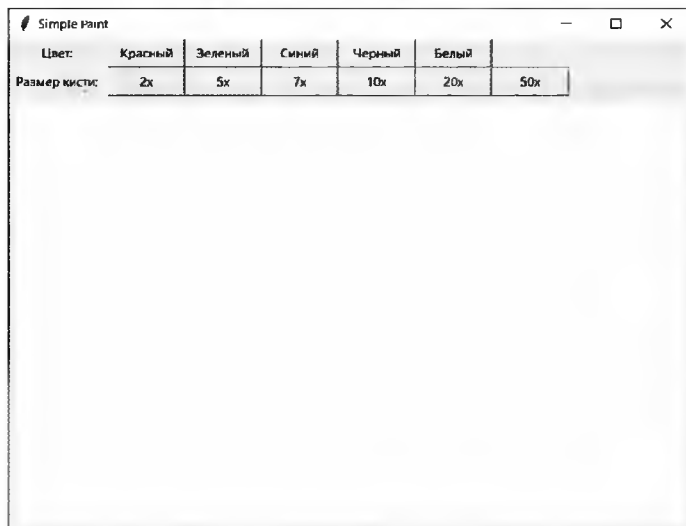 Simple Paint
Цвет: Красный Зеленый Синий Черный Белый
Размер кисти: 2x 5x 7x 10x 20x 50x